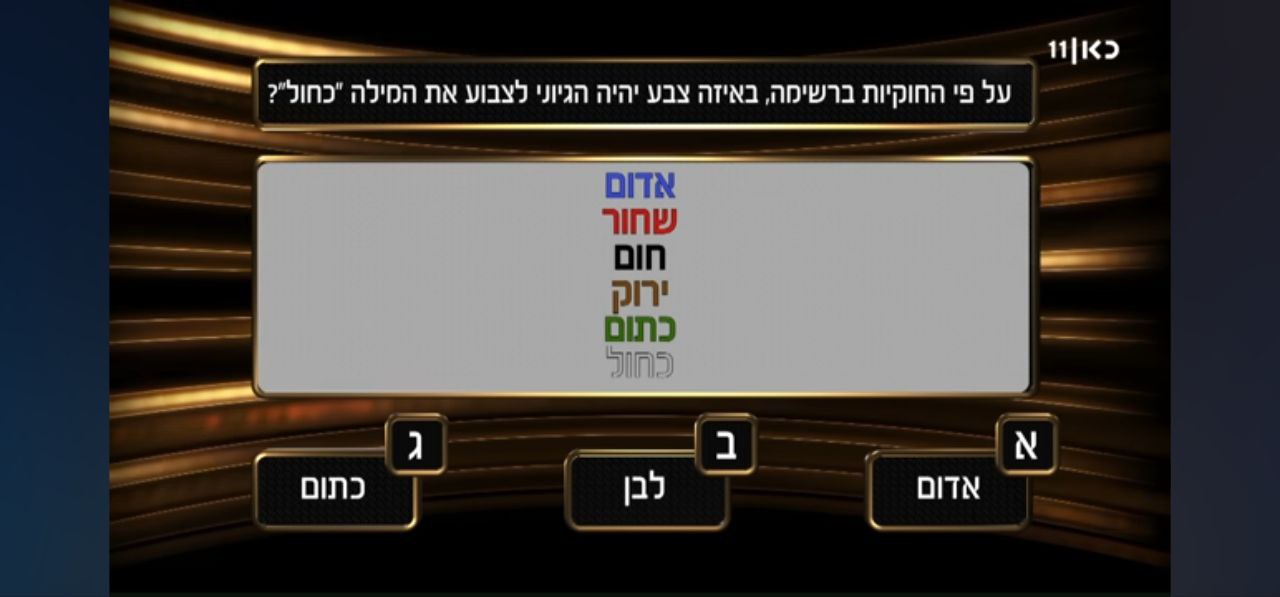 כאן|11
על פי החוקיות ברשימה, באיזה צבע יהיה הגיוני לצבוע את המילה "כחול"?
אדום
שחור
חום
ירוק
כתום
כחול
א
אדום
ב
לבן
ג
כתום